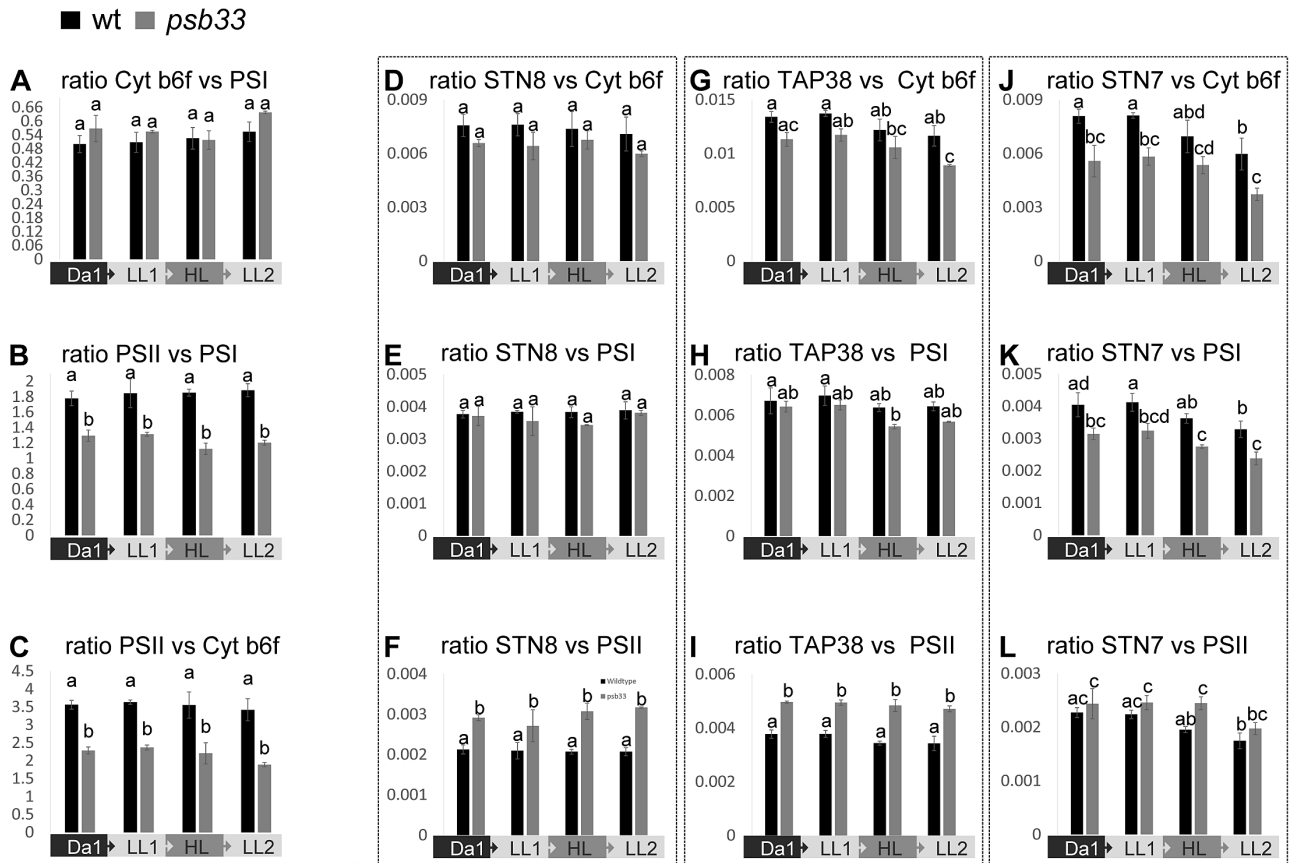 wt psb33
A ratio Cyt b6f vs PSI
0.66
0.6
0.54
0.48
0.42
0.36
0.3
0.24
0.18
0.12
0.06
0
a a a a a a a a
Da1 LL1 HL LL2
D ratio STN8 vs Cyt b6f
0.009
0.006
0.003
0
a a a a a a a a
Da1 LL1 HL LL2
G ratio TAP38 vs Cyt b6f
0.015
0.01
0.005
0
a ac a ab ab bc ab c
Da1 LL1 HL LL2
J ratio STN7 vs Cyt b6f
0.009
0.006
0.003
0
a bc a bc abd cd b c
Da1 LL1 HL LL2
B ratio PSII vs PSI
2
1.8
1.6
1.4
1.2
1
0.8
0.6
0.4
0.2
0
a b a b a b a b
Da1 LL1 HL LL2
E ratio STN8 vs PSI
0.005
0.004
0.003
0.002
0.001
0
a a a a a a a a
Da1 LL1 HL LL2
H ratio TAP38 vs PSI
0.008
0.006
0.004
0.002
0
a ab a ab ab b ab ab
Da1 LL1 HL LL2
K ratio STN7 vs PSI
0.005
0.004
0.003
0.002
0.001
0
ad bc a bcd ab c b c
Da1 LL1 HL LL2
C ratio PSII vs Cyt b6f
4.5
4
3.5
3
2.5
2
1.5
1
0.5
0
a b a b a b a b
Da1 LL1 HL LL2
F ratio STN8 vs PSII
0.004
0.003
0.002
0.001
0
Wildtype
psb33
a b a b a b a b
Da1 LL1 HL LL2
I ratio TAP38 vs PSII
0.006
0.004
0.002
0
a b a b a b a b
Da1 LL1 HL LL2
L ratio STN7 vs PSII
0.003
0.002
0.001
0
ac c ac c ab c b bc
Da1 LL1 HL LL2